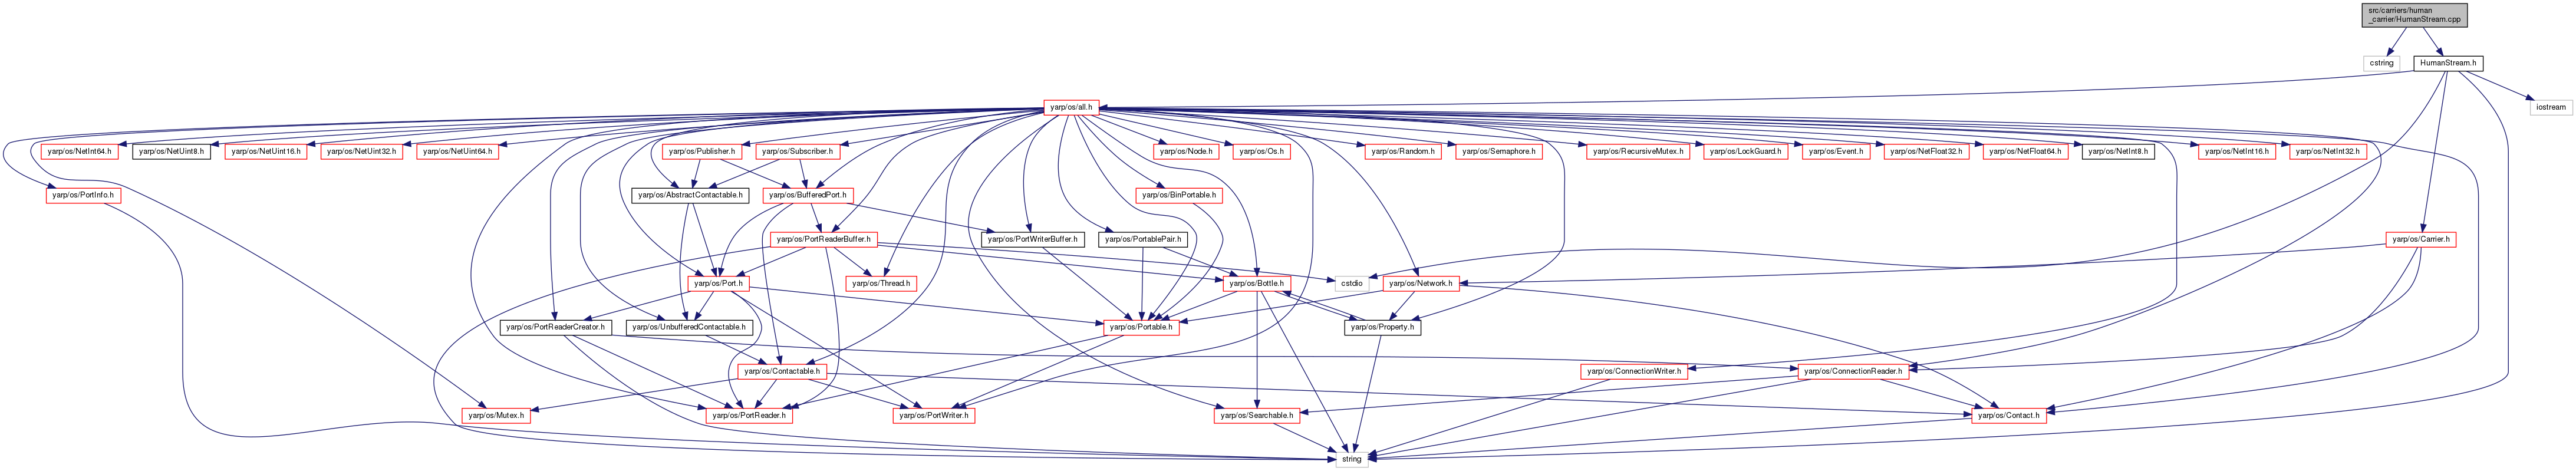 src/carriers/human
_carrier/HumanStream.cpp
cstring
HumanStream.h
yarp/os/all.h
iostream
yarp/os/NetInt64.h
yarp/os/NetUint8.h
yarp/os/NetUint16.h
yarp/os/NetUint32.h
yarp/os/NetUint64.h
yarp/os/Publisher.h
yarp/os/Subscriber.h
yarp/os/Node.h
yarp/os/Os.h
yarp/os/Random.h
yarp/os/Semaphore.h
yarp/os/RecursiveMutex.h
yarp/os/LockGuard.h
yarp/os/Event.h
yarp/os/NetFloat32.h
yarp/os/NetFloat64.h
yarp/os/NetInt8.h
yarp/os/NetInt16.h
yarp/os/NetInt32.h
yarp/os/PortInfo.h
yarp/os/AbstractContactable.h
yarp/os/BufferedPort.h
yarp/os/BinPortable.h
yarp/os/PortReaderBuffer.h
yarp/os/PortWriterBuffer.h
yarp/os/PortablePair.h
yarp/os/Carrier.h
yarp/os/Port.h
yarp/os/Thread.h
yarp/os/Bottle.h
cstdio
yarp/os/Network.h
yarp/os/PortReaderCreator.h
yarp/os/UnbufferedContactable.h
yarp/os/Portable.h
yarp/os/Property.h
yarp/os/Contactable.h
yarp/os/ConnectionWriter.h
yarp/os/ConnectionReader.h
yarp/os/Mutex.h
yarp/os/PortReader.h
yarp/os/PortWriter.h
yarp/os/Searchable.h
yarp/os/Contact.h
string